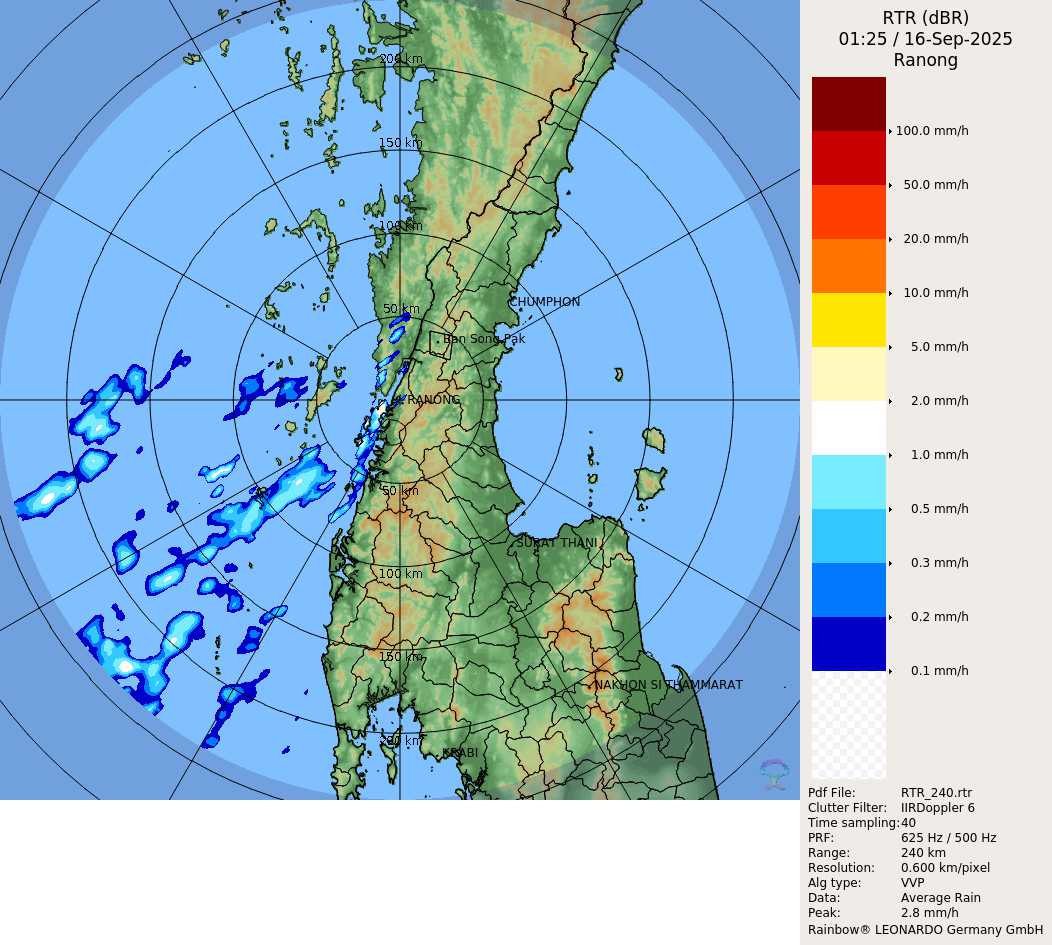 RTR (dBR)
01:25 / 16-Sep-2025
Ranong
100.0 mm/h
50.0 mm/h
20.0 mm/h
10.0 mm/h
5.0 mm/h
2.0 mm/h
1.0 mm/h
0.5 mm/h
0.3 mm/h
0.2 mm/h
0.1 mm/h
200 km
150 km
100 km
50 km
CHUMPHON
Ban Song Pak
RANONG
50 km
SURAT THANI
100 km
150 km
NAKHON SI THAMMARAT
200 km
KRABI
Pdf File: RTR_240.rtr
Clutter Filter: IIRDoppler 6
Time sampling: 40
PRF: 625 Hz / 500 Hz
Range: 240 km
Resolution: 0.600 km/pixel
Alg type: VVP
Data: Average Rain
Peak: 2.8 mm/h
Rainbow® LEONARDO Germany GmbH